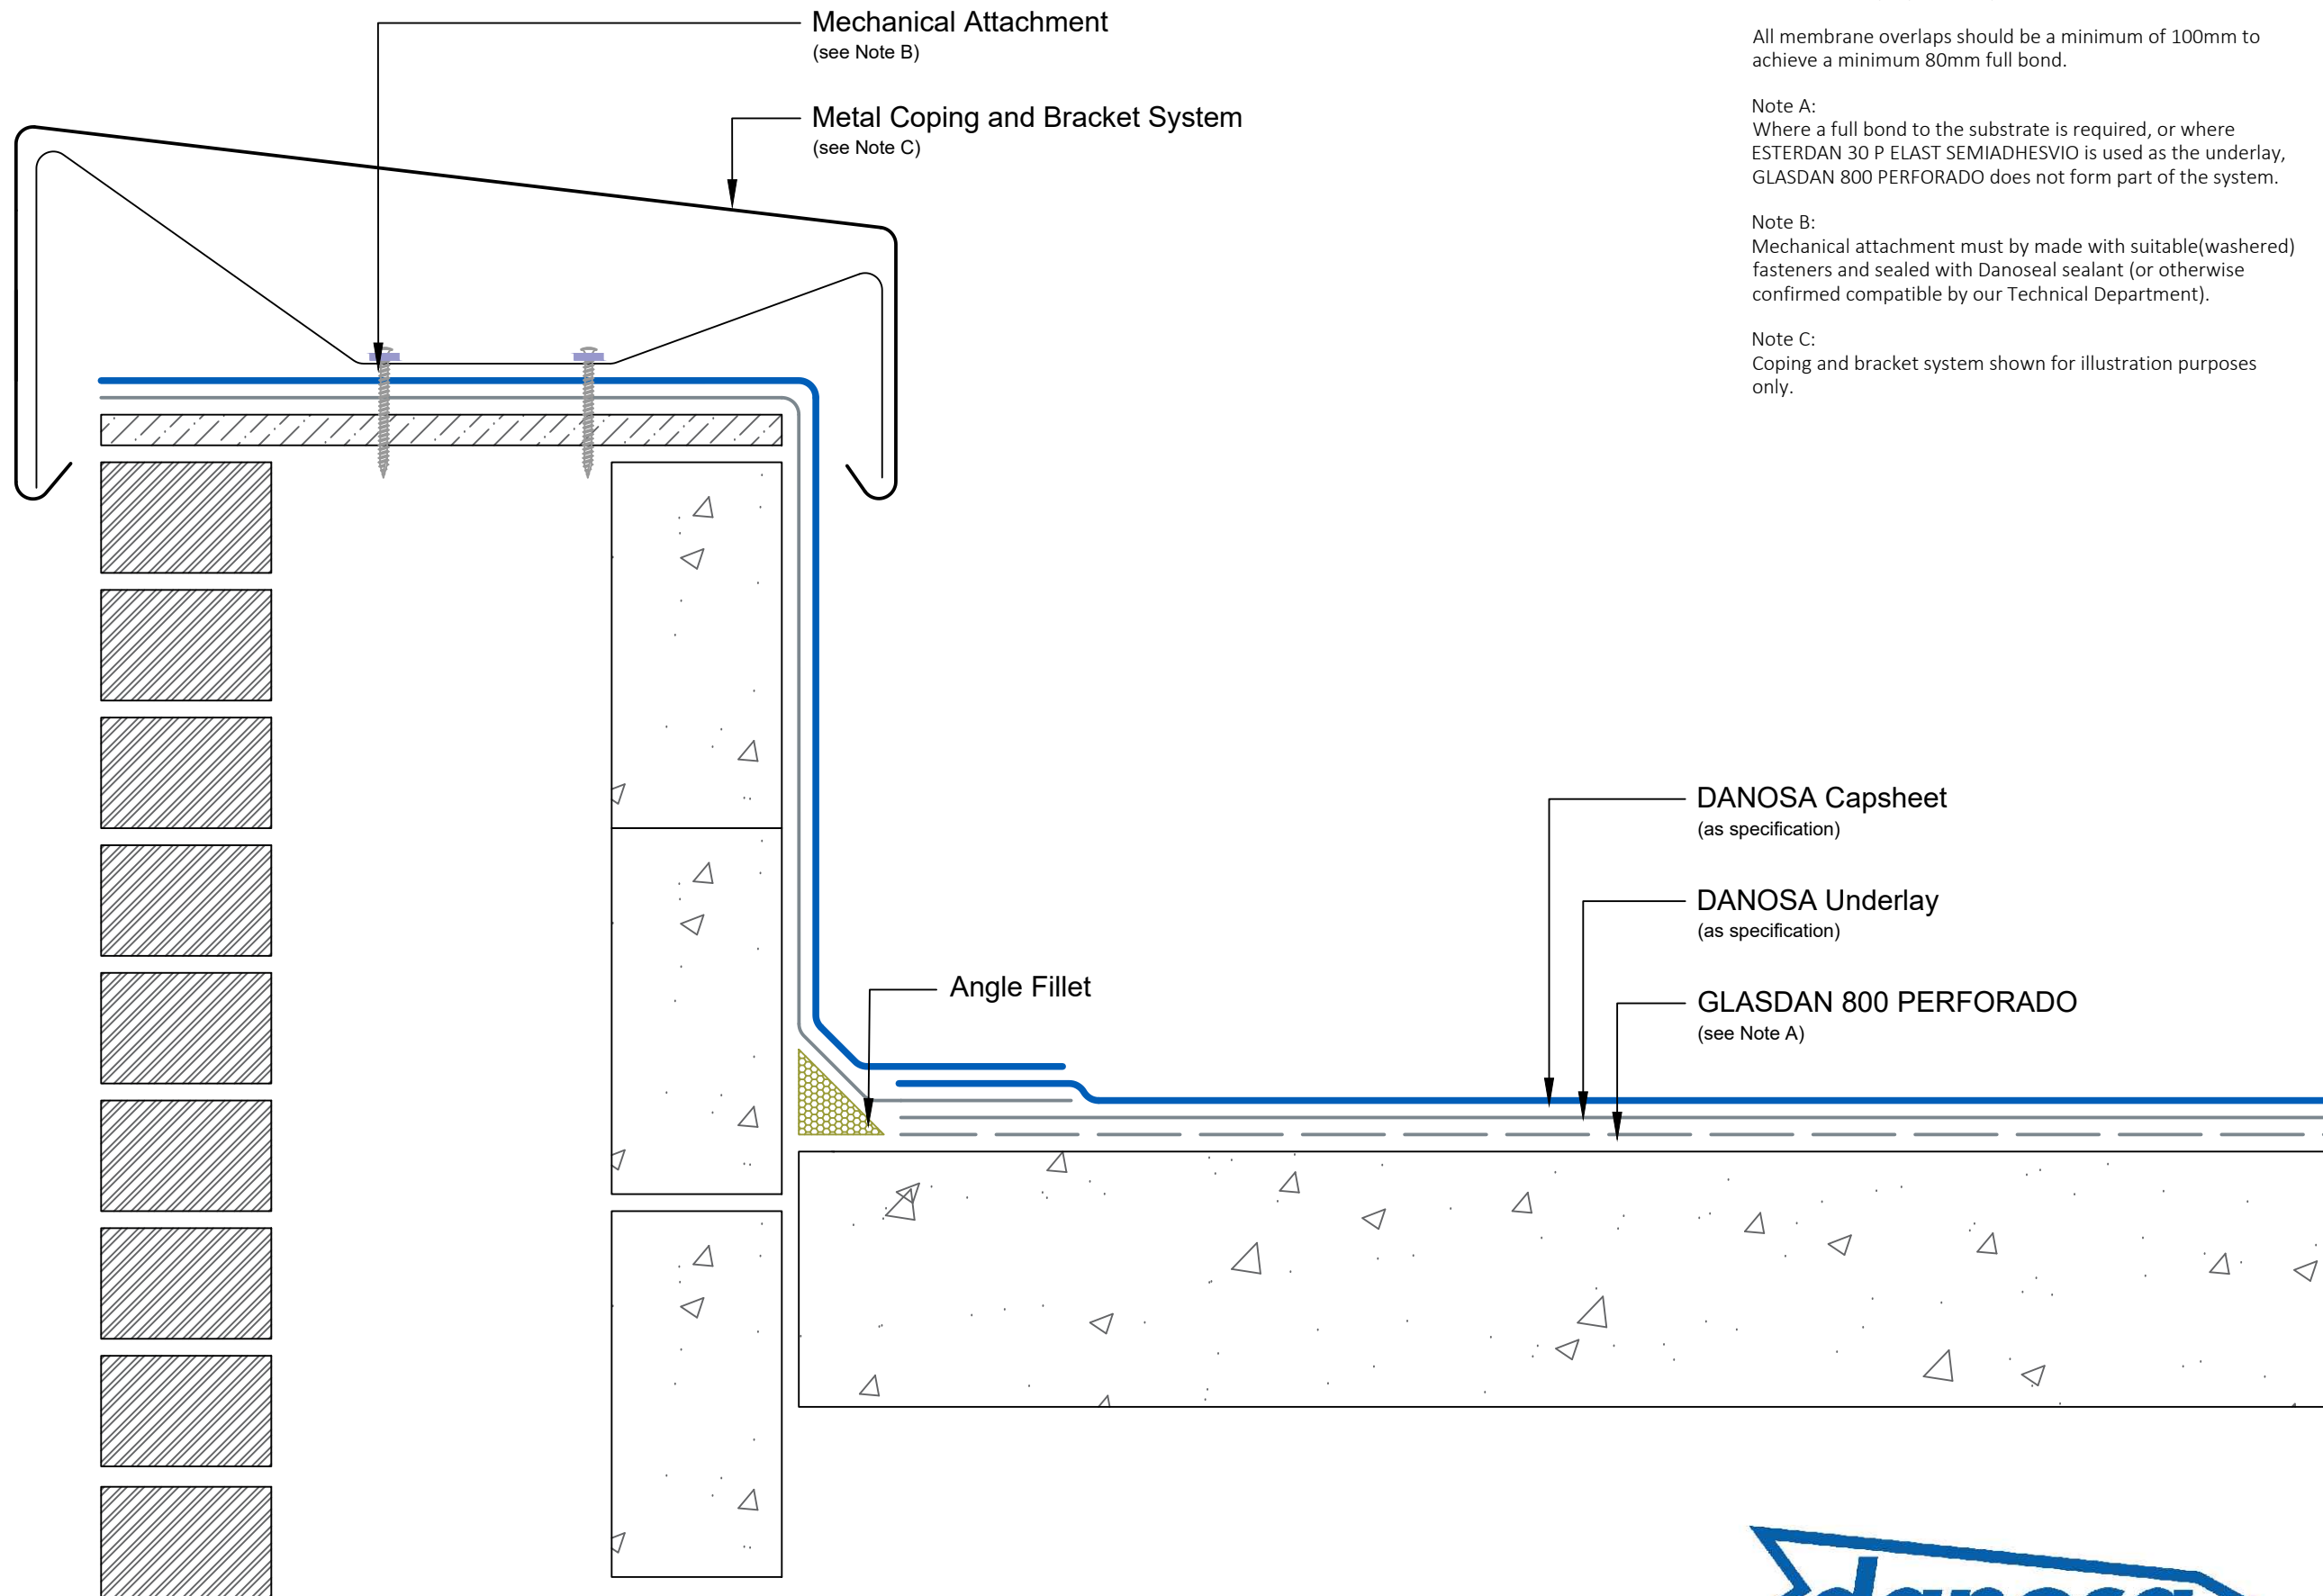 Mechanical Attachment
(see Note B)
Metal Coping and Bracket System
(see Note C)
All membrane overlaps should be a minimum of 100mm to
achieve a minimum 80mm full bond.
Note A:
Where a full bond to the substrate is required, or where
ESTERDAN 30 P ELAST SEMIADHESVIO is used as the underlay,
GLASDAN 800 PERFORADO does not form part of the system.
Note B:
Mechanical attachment must by made with suitable(washered)
fasteners and sealed with Danoseal sealant (or otherwise
confirmed compatible by our Technical Department).
Note C:
Coping and bracket system shown for illustration purposes
only.
DANOSA Capsheet
(as specification)
DANOSA Underlay
(as specification)
Angle Fillet
GLASDAN 800 PERFORADO
(see Note A)
danosa